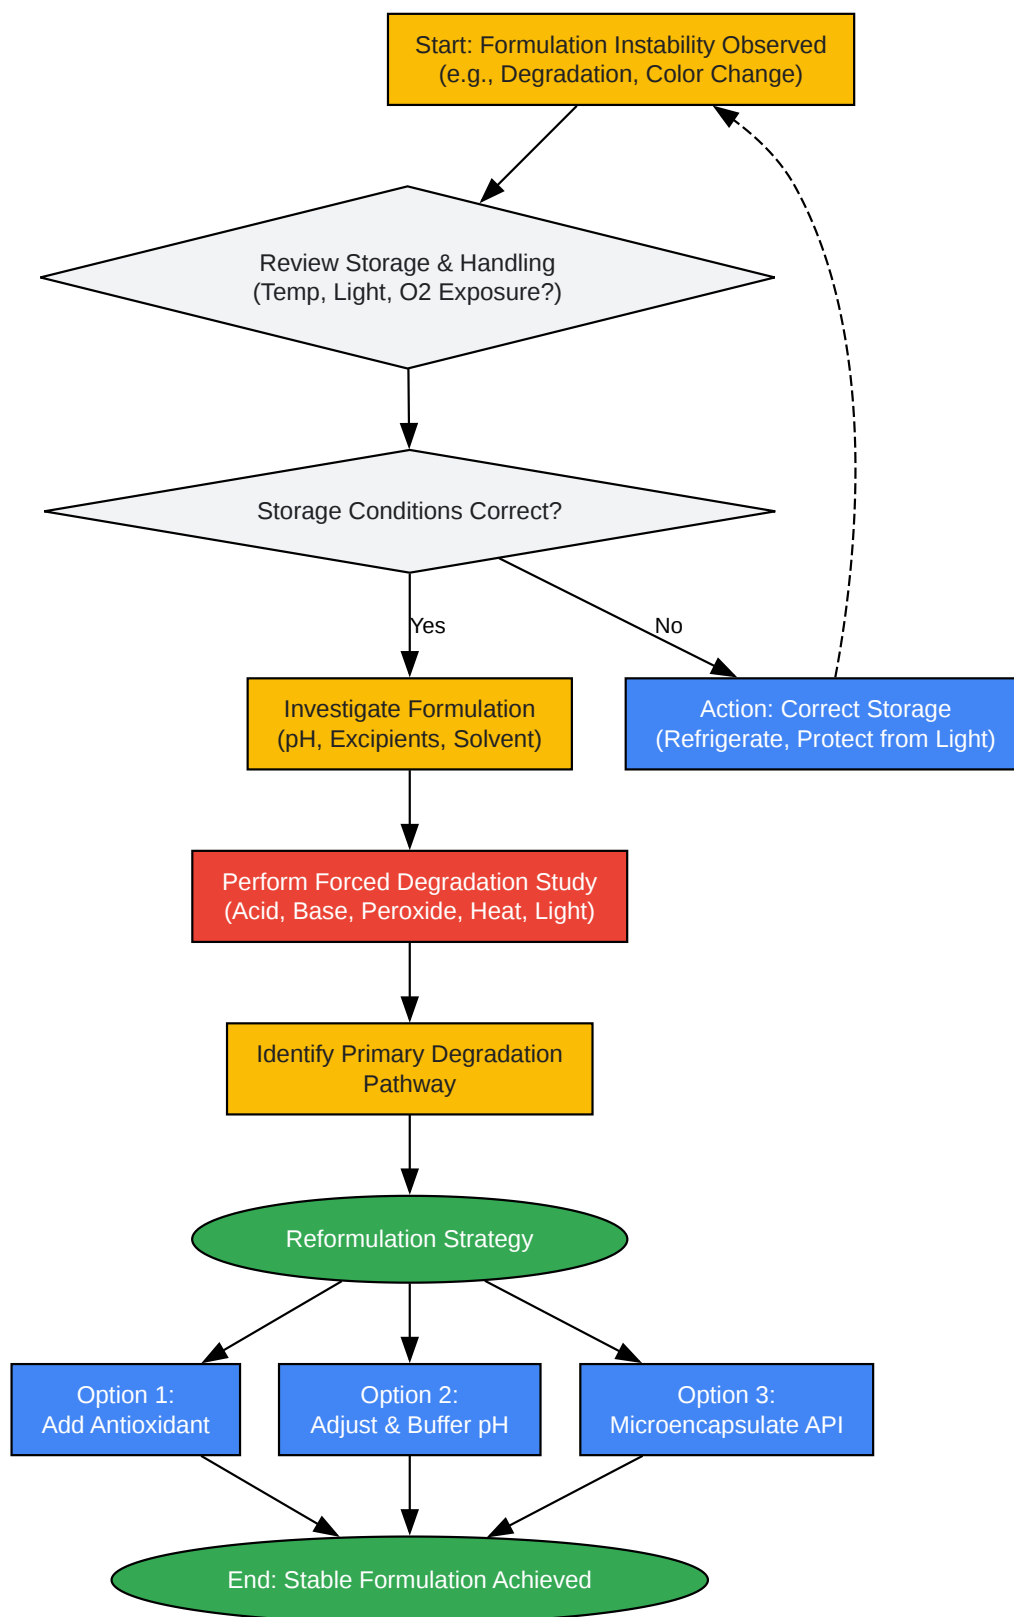 Start: Formulation Instability Observed
(e.g., Degradation, Color Change)
Review Storage & Handling
(Temp, Light, O2 Exposure?)
Storage Conditions Correct?
Yes
No
Investigate Formulation
(pH, Excipients, Solvent)
Action: Correct Storage
(Refrigerate, Protect from Light)
Perform Forced Degradation Study
(Acid, Base, Peroxide, Heat, Light)
Identify Primary Degradation
Pathway
Reformulation Strategy
Option 1:
Add Antioxidant
Option 2:
Adjust & Buffer pH
Option 3:
Microencapsulate API
End: Stable Formulation Achieved